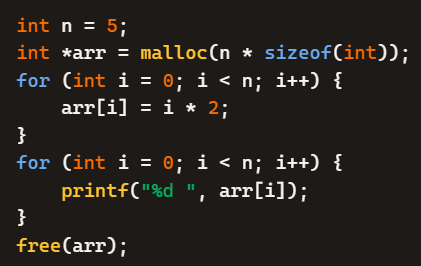 int n = 5;
int *arr = malloc(n * sizeof(int));
for (int i = 0; i < n; i++) {
    arr[i] = i * 2;
}
for (int i = 0; i < n; i++) {
    printf("%d ", arr[i]);
}
free(arr);